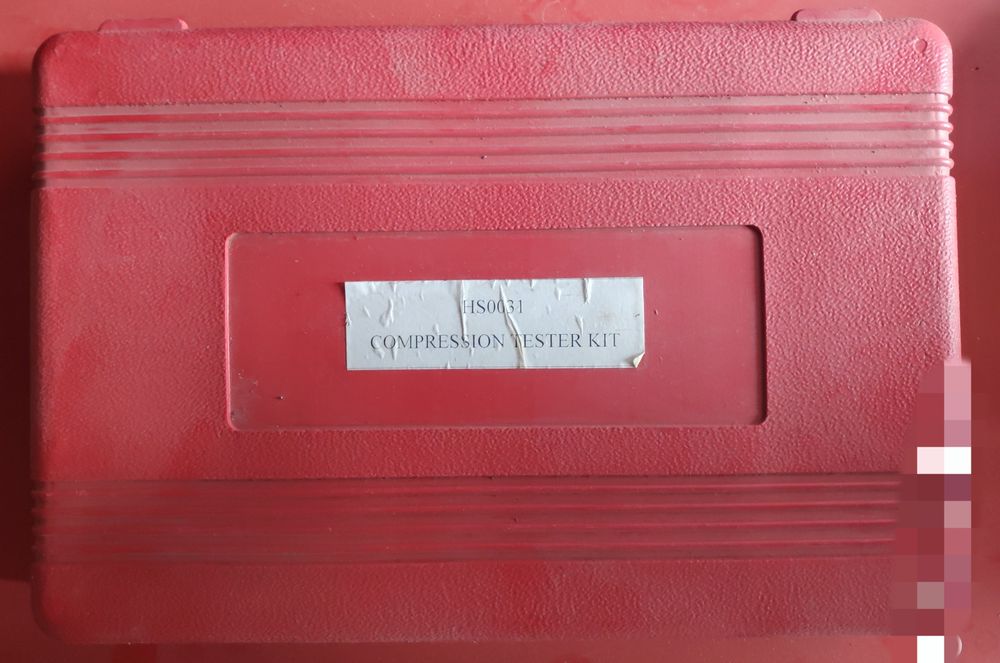 HS0031
COMPRESSION TESTER KIT